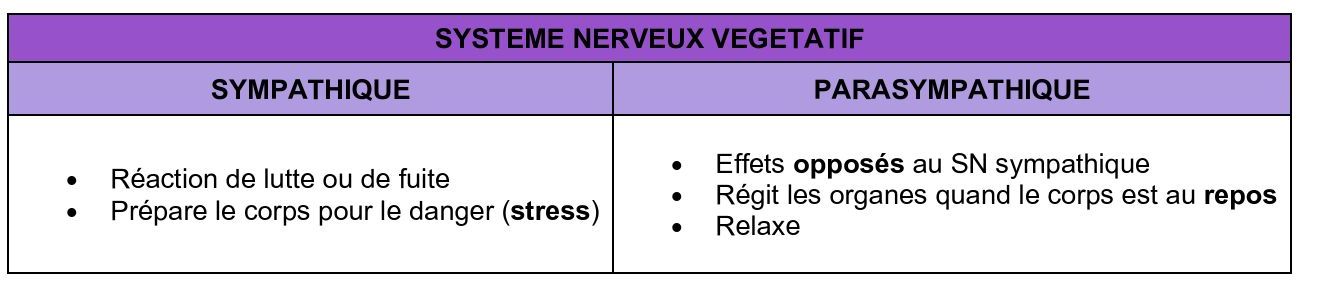 SYSTEME NERVEUX VEGETATIF
SYMPATHIQUE
PARASYMPATHIQUE
• Réaction de lutte ou de fuite
• Prépare le corps pour le danger (stress)
• Effets opposés au SN sympathique
• Régit les organes quand le corps est au repos
• Relaxe